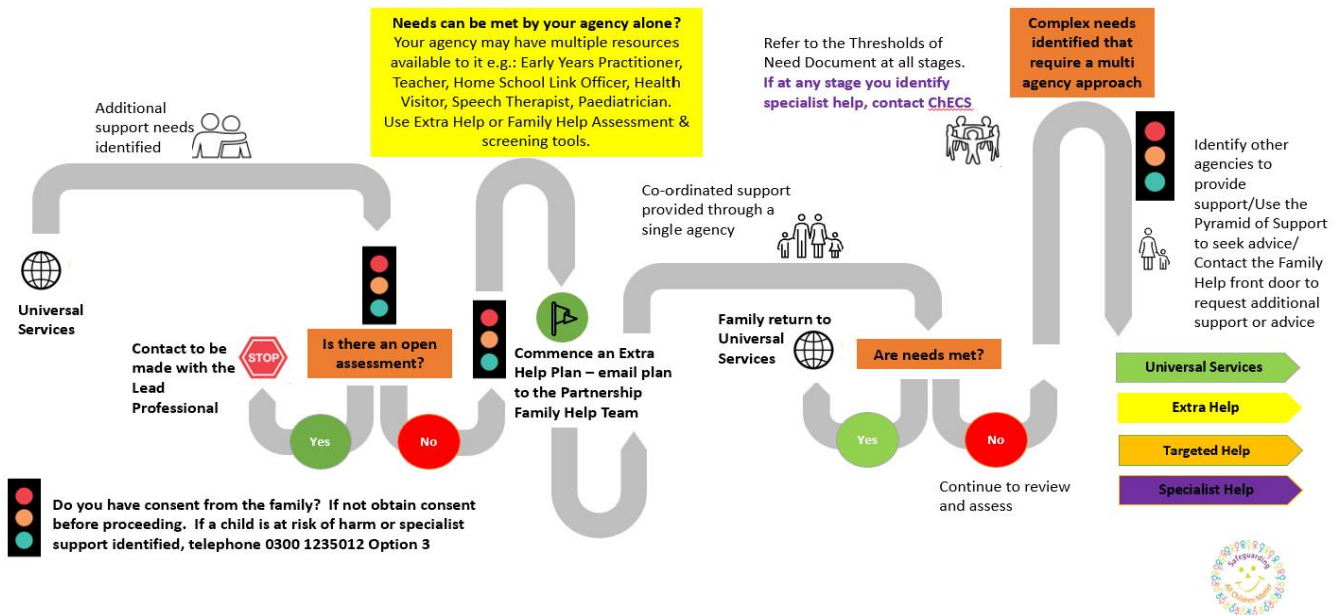 Additional
support needs
identified
Universal
Services
Needs can be met by your agency alone?
Your agency may have multiple resources
available to it e.g.: Early Years Practitioner,
Teacher, Home School Link Officer, Health
Visitor, Speech Therapist, Paediatrician.
Use Extra Help or Family Help Assessment &
screening tools.
Is there an open
assessment?
Contact to be
made with the
Lead
Professional
STOP
Yes
No
Commence an Extra
Help Plan – email plan
to the Partnership
Family Help Team
Co-ordinated support
provided through a
single agency
Refer to the Thresholds of
Need Document at all stages.
If at any stage you identify
specialist help, contact ChECS
Family return to
Universal
Services
Are needs met?
Yes
No
Continue to review
and assess
Complex needs
identified that
require a multi
agency approach
Identify other
agencies to
provide
support/Use the
Pyramid of Support
to seek advice/
Contact the Family
Help front door to
request additional
support or advice
Universal Services
Extra Help
Targeted Help
Specialist Help
Do you have consent from the family? If not obtain consent
before proceeding. If a child is at risk of harm or specialist
support identified, telephone 0300 1235012 Option 3
Safeguarding
All Children Matter